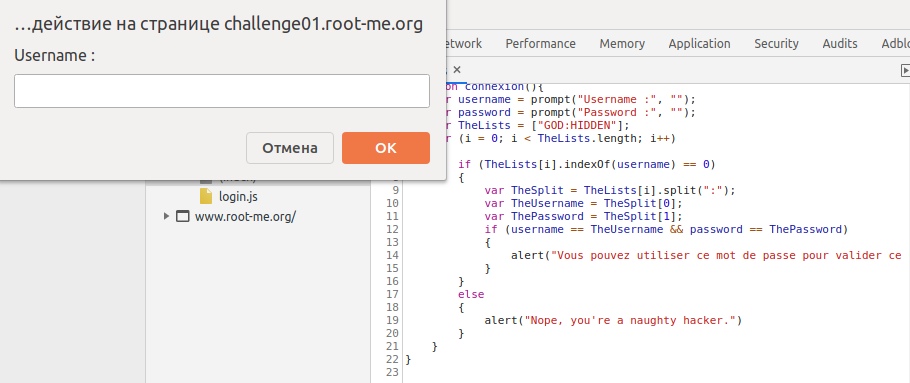 …действие на странице challenge01.root-me.org
Username :
Отмена
OK
Performance
Memory
Application
Security
Audits
login.js
www.root-me.org/
connexion(){
username = prompt("Username :", "");
password = prompt("Password :", "");
TheLists = ["GOD:HIDDEN"];
(i = 0; i < TheLists.length; i++)
if (TheLists[i].indexOf(username) == 0)
{
9 var TheSplit = TheLists[i].split(":");
10 var TheUsername = TheSplit[0];
11 var ThePassword = TheSplit[1];
12 if (username == TheUsername && password == ThePassword)
13 {
14 alert("Vous pouvez utiliser ce mot de passe pour valider ce
15 }
16 }
17 else
18 {
19 alert("Nope, you're a naughty hacker.")
20 }
21 }
22 }
23